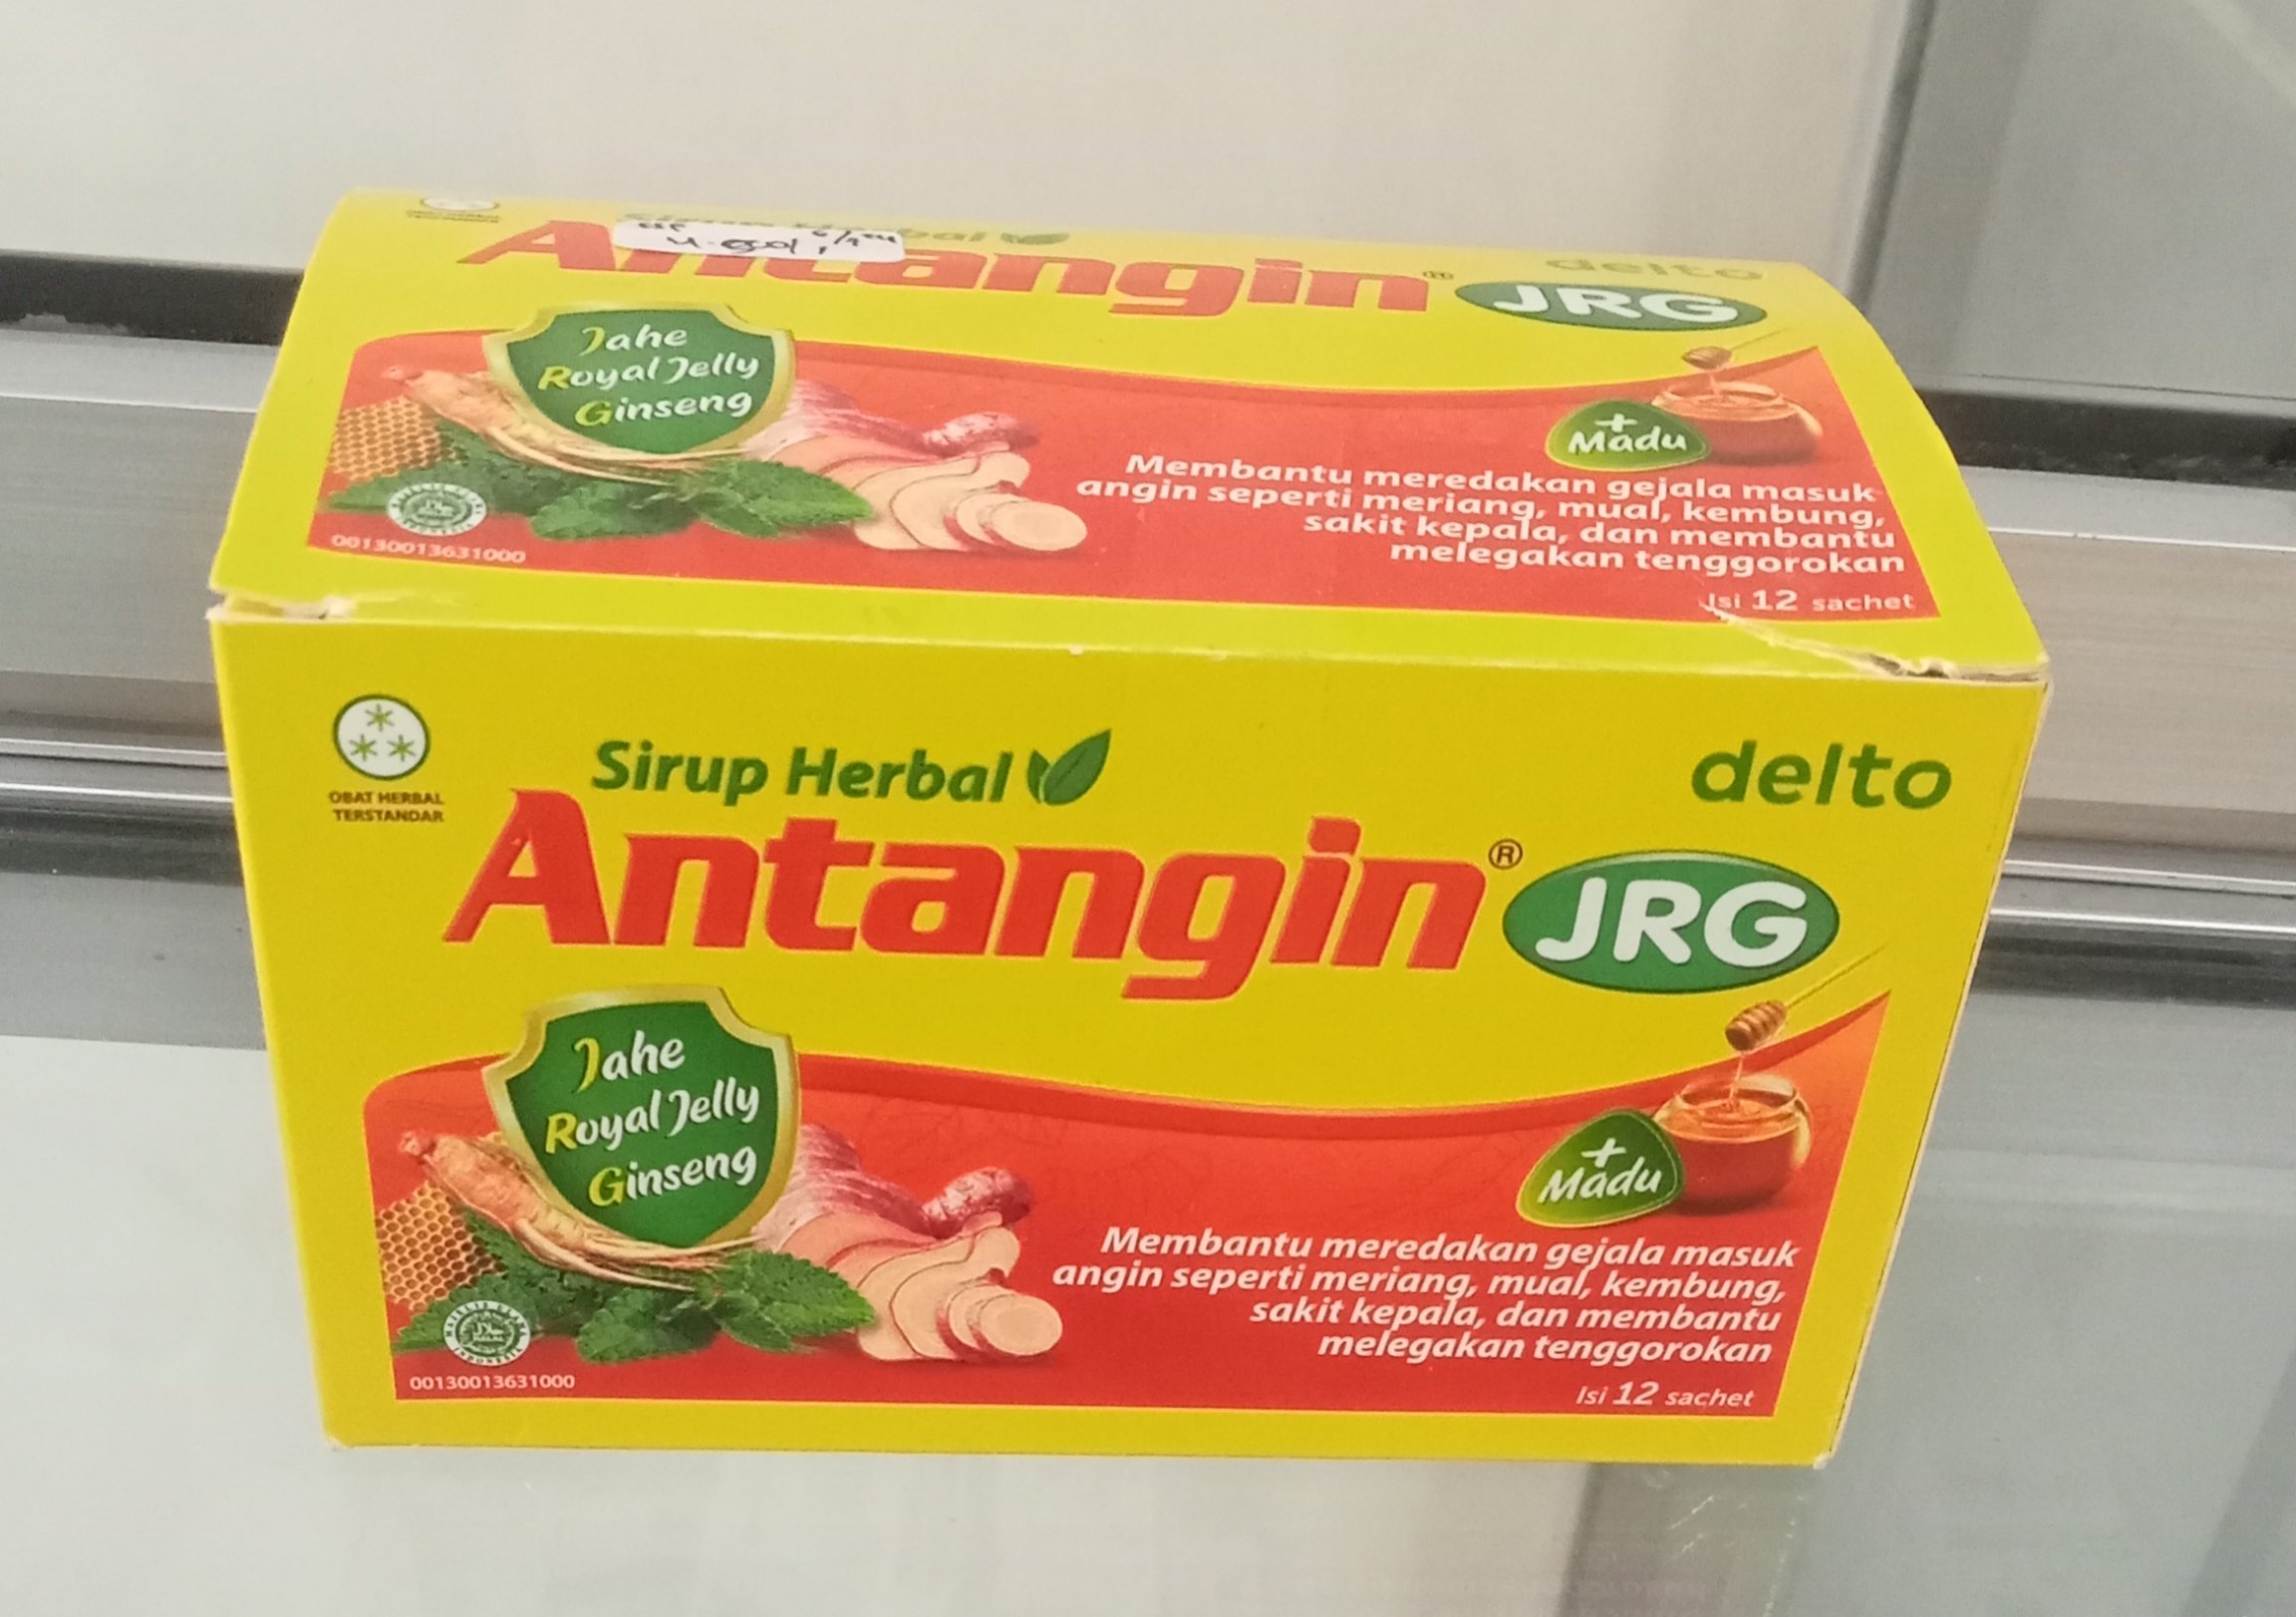 Antangin® JRG
delto
Jahe
Royal Jelly
Ginseng
+
Madu
Membantu meredakan gejala masuk
angin seperti meriang, mual, kembung,
sakit kepala, dan membantu
melegakan tenggorokan
00130013631000
Isi 12 sachet
OBAT HERBAL
TERSTANDAR
Sirup Herbal
delto
Antangin® JRG
Jahe
Royal Jelly
Ginseng
+
Madu
Membantu meredakan gejala masuk
angin seperti meriang, mual, kembung,
sakit kepala, dan membantu
melegakan tenggorokan
MAJELIS ULAMA
INDONESIA
00130013631000
Isi 12 sachet